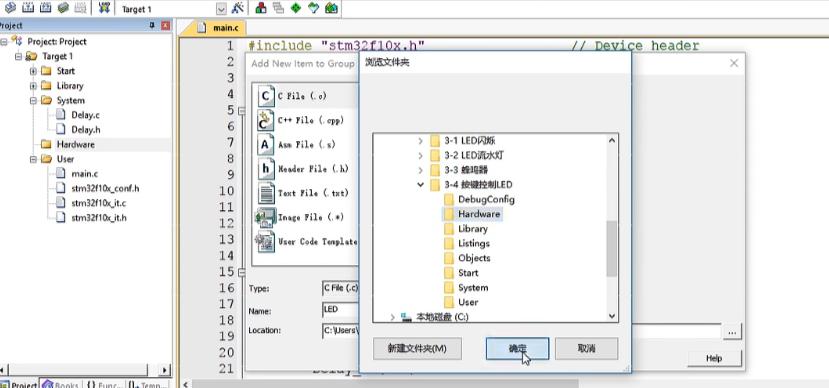 Target 1
Project
main.c
Project: Project
Target 1
Start
Library
System
Delay.c
Delay.h
Hardware
User
main.c
stm32f10x_conf.h
stm32f10x_it.c
stm32f10x_it.h
1 #include "stm32f10x.h" // Device header
2
3
4
5
6
7
8
9
10
11
12
13
14
15
16
17
18
19
20
21
Add New Item to Group
C File (.c)
C++ File (.cpp)
Asm File (.s)
Header File (.h)
Text File (.txt)
Image File (.*)
User Code Template
Type: C File (.c)
Name: LED
Location: C:\Users\
...
Help
浏览文件夹
3-1 LED闪烁
3-2 LED流水灯
3-3 蜂鸣器
3-4 按键控制LED
DebugConfig
Hardware
Library
Listings
Objects
Start
System
User
本地磁盘 (C:)
新建文件夹(M)
确定
取消
Project
Books
{} Func...
Temp...